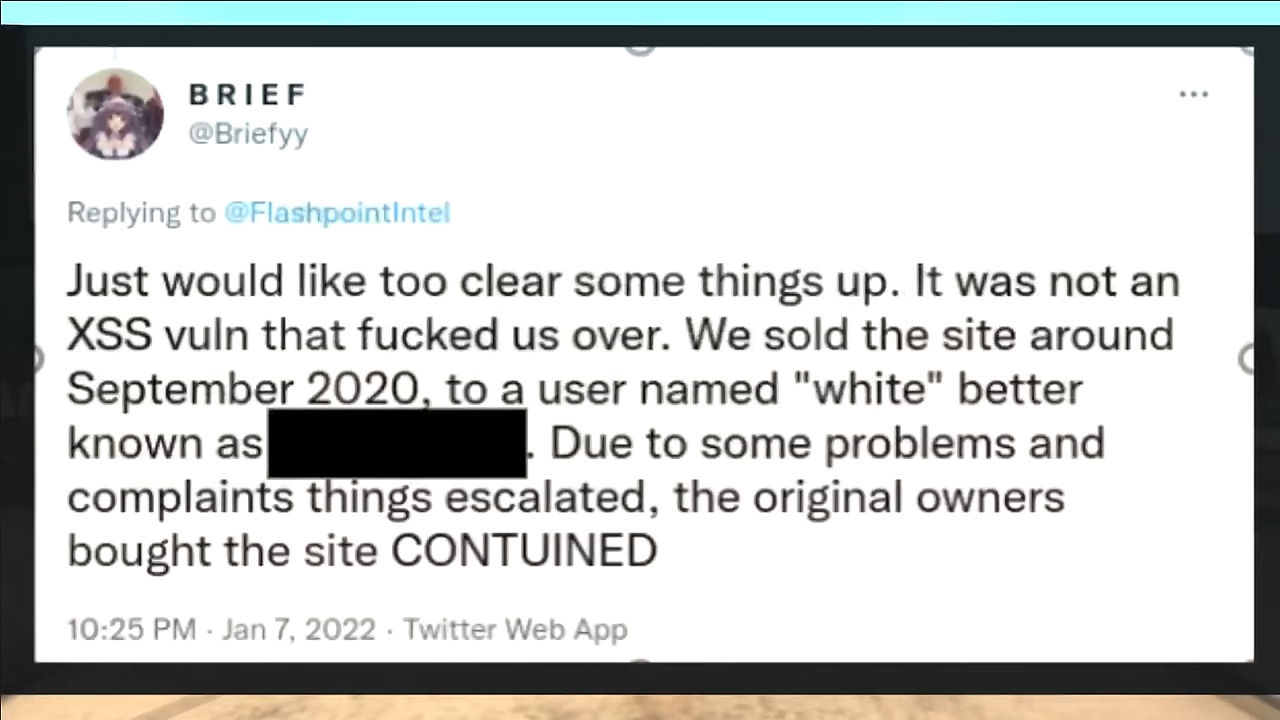 B R I E F
@Briefyy
Replying to @FlashpointIntel
Just would like too clear some things up. It was not an
XSS vuln that fucked us over. We sold the site around
September 2020, to a user named "white" better
known as . Due to some problems and
complaints things escalated, the original owners
bought the site CONTUINED
10:25 PM · Jan 7, 2022 · Twitter Web App